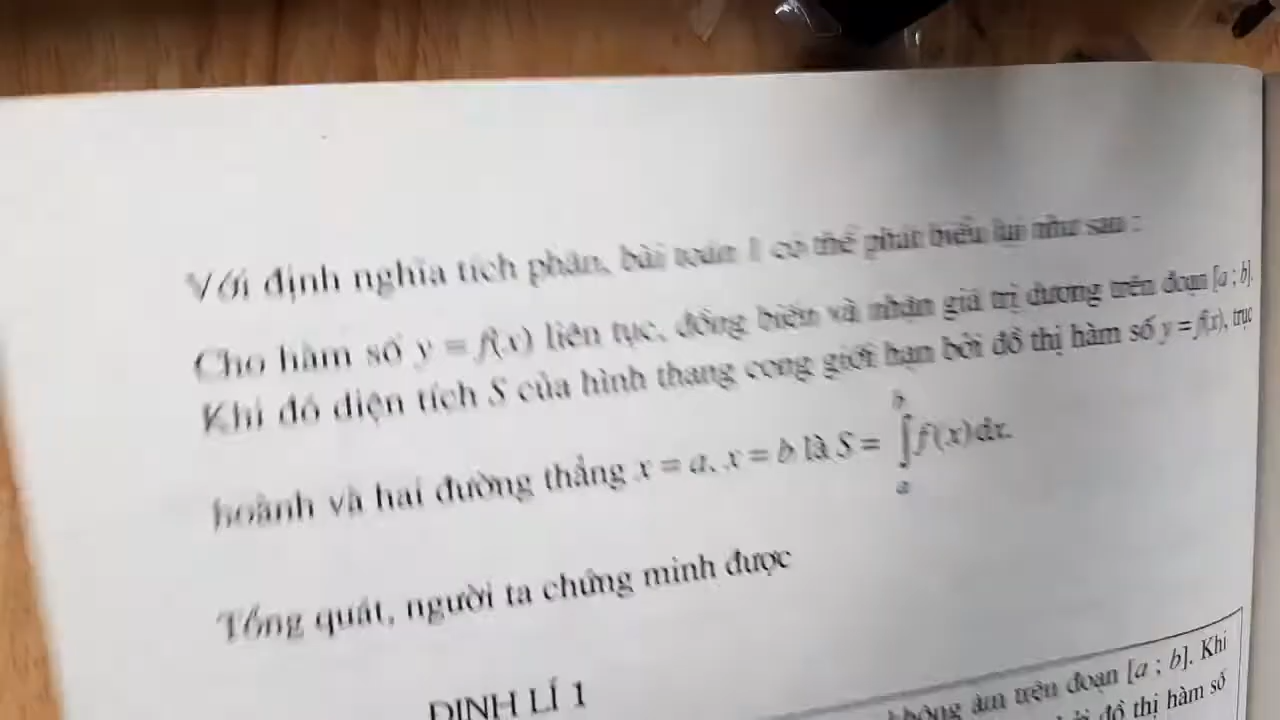 Với định nghĩa tích phân, bài toán 1 có thể phát biểu lại như sau :
Cho hàm số y = f(x) liên tục, đồng biến và nhận giá trị dương trên đoạn [a ; b].
Khi đó diện tích S của hình thang cong giới hạn bởi đồ thị hàm số y = f(x), trục
hoành và hai đường thẳng x = a, x = b là S = ∫_a^b f(x)dx.
Tổng quát, người ta chứng minh được
ĐỊNH LÍ 1
không âm trên đoạn [a ; b]. Khi
đồ thị hàm số